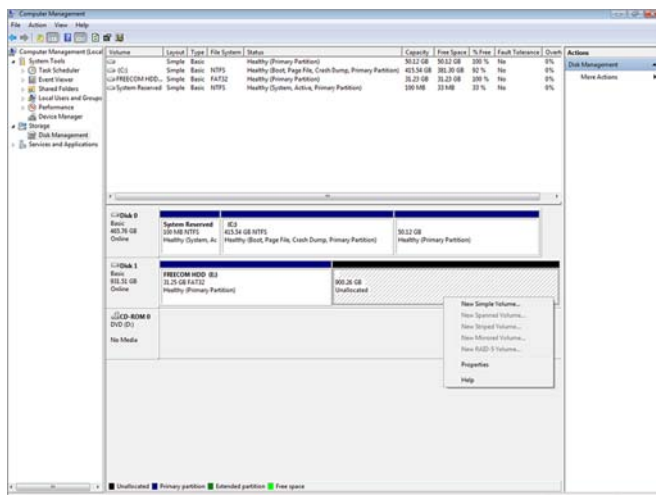 Computer Management
File Action View Help
Computer Management (Local
System Tools
Task Scheduler
Event Viewer
Shared Folders
Local Users and Groups
Performance
Device Manager
Storage
Disk Management
Services and Applications
Volume Layout Type File System Status Capacity Free Space % Free Fault Tolerance Overh
Simple Basic Healthy (Primary Partition) 50.12 GB 50.12 GB 100 % No 0%
(C:) Simple Basic NTFS Healthy (Boot, Page File, Crash Dump, Primary Partition) 415.54 GB 381.30 GB 92 % No 0%
FREECOM HDD... Simple Basic FAT32 Healthy (Primary Partition) 31.23 GB 31.23 GB 100 % No 0%
System Reserved Simple Basic NTFS Healthy (System, Active, Primary Partition) 100 MB 33 MB 33 % No 0%
Actions
Disk Management
More Actions
Disk 0
Basic
465.76 GB
Online
System Reserved
100 MB NTFS
Healthy (System, Ac
(C:)
415.54 GB NTFS
Healthy (Boot, Page File, Crash Dump, Primary Partition)
50.12 GB
Healthy (Primary Partition)
Disk 1
Basic
931.51 GB
Online
FREECOM HDD (E:)
31.25 GB FAT32
Healthy (Primary Partition)
900.26 GB
Unallocated
CD-ROM 0
DVD (D:)
No Media
New Simple Volume...
New Spanned Volume...
New Striped Volume...
New Mirrored Volume...
New RAID-5 Volume...
Properties
Help
Unallocated Primary partition Extended partition Free space